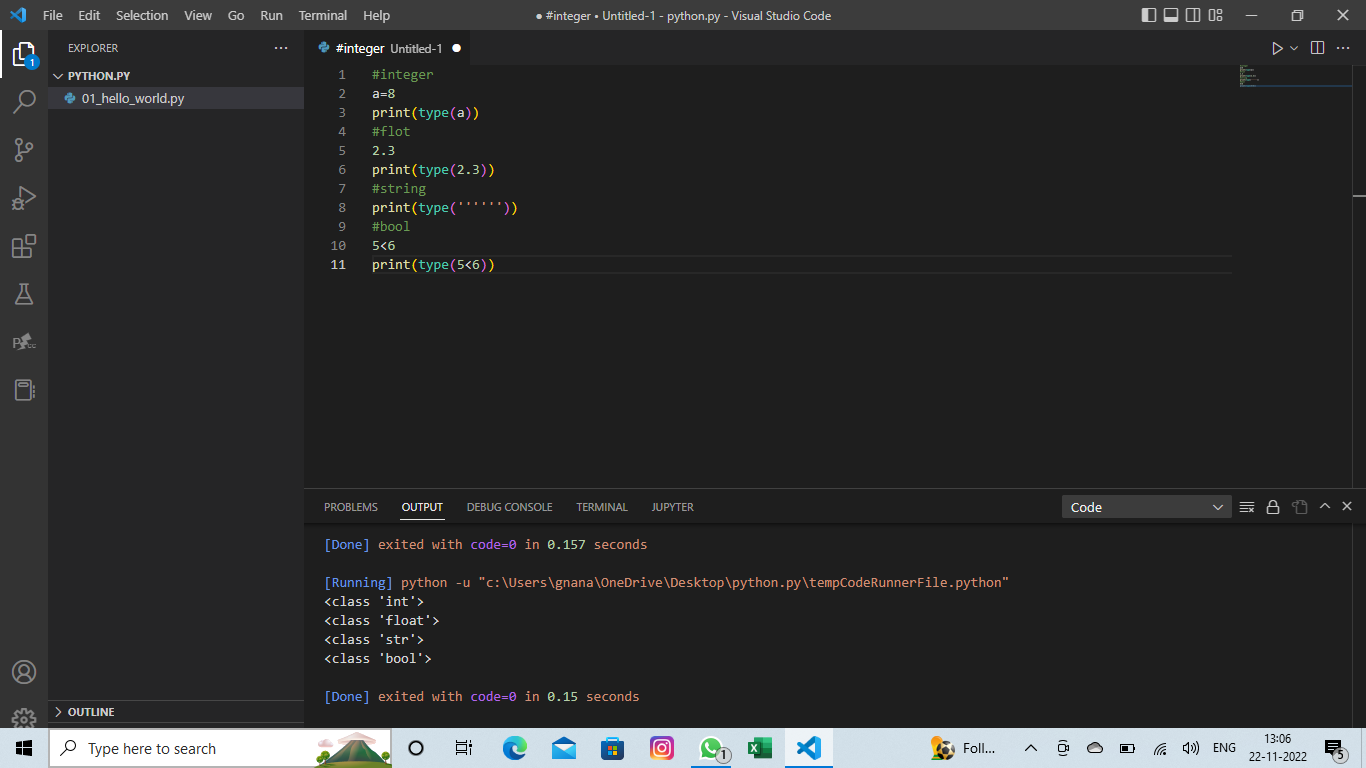 File Edit Selection View Go Run Terminal Help
● #integer • Untitled-1 - python.py - Visual Studio Code
EXPLORER
PYTHON.PY
01_hello_world.py
OUTLINE
1
#integer Untitled-1
1 #integer
2 a=8
3 print(type(a))
4 #flot
5 2.3
6 print(type(2.3))
7 #string
8 print(type(''''''))
9 #bool
10 5<6
11 print(type(5<6))
PROBLEMS OUTPUT DEBUG CONSOLE TERMINAL JUPYTER
Code
[Done] exited with code=0 in 0.157 seconds
[Running] python -u "c:\Users\gnana\OneDrive\Desktop\python.py\tempCodeRunnerFile.python"
<class 'int'>
<class 'float'>
<class 'str'>
<class 'bool'>
[Done] exited with code=0 in 0.15 seconds
Type here to search
1
Foll...
ENG
13:06
22-11-2022
5